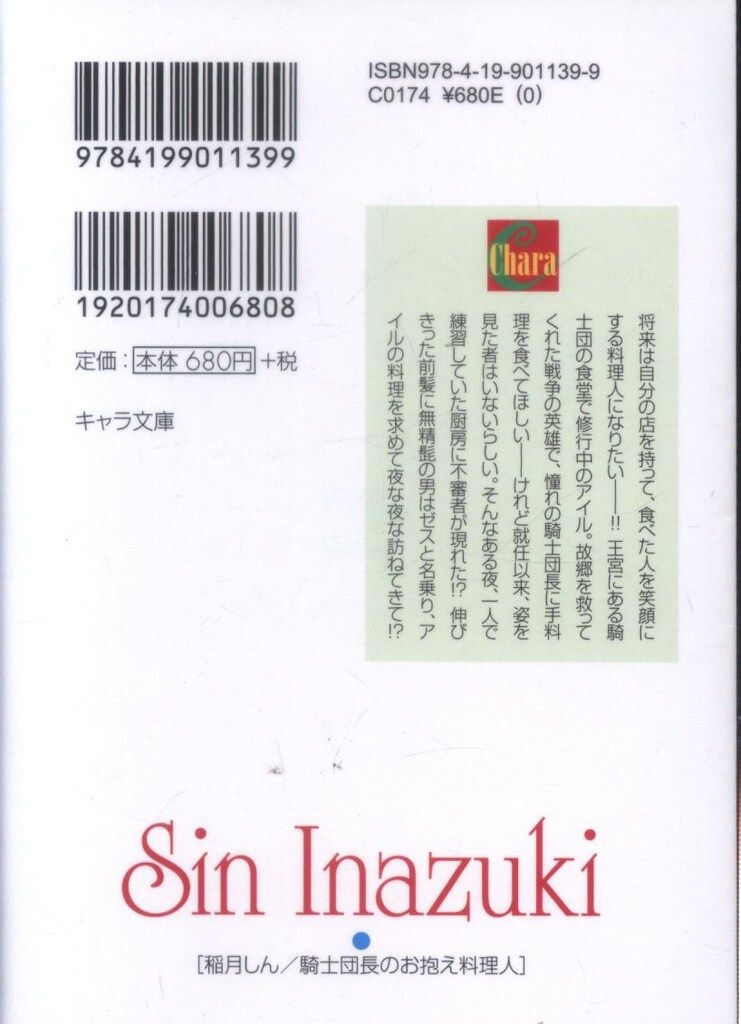 ISBN978-4-19-901139-9
C0174 ¥680E (0)
9784199011399
1920174006808
定価：本体 680円+税
キャラ文庫
Chara
将来は自分の店を持って、食べた人を笑顔に
する料理人になりたい――!! 王宮にある騎
士団の食堂で修行中のアイル。故郷を救って
くれた戦争の英雄で、憧れの騎士団長に手料
理を食べてほしい――けれど就任以来、姿を
見た者はいないらしい。そんなある夜、一人で
練習していた厨房に不審者が現れた!? 伸び
きった前髪に無精髭の男はゼスと名乗り、ア
イルの料理を求めて夜な夜な訪ねてきて!?
Sin Inazuki
[稲月しん／騎士団長のお抱え料理人]